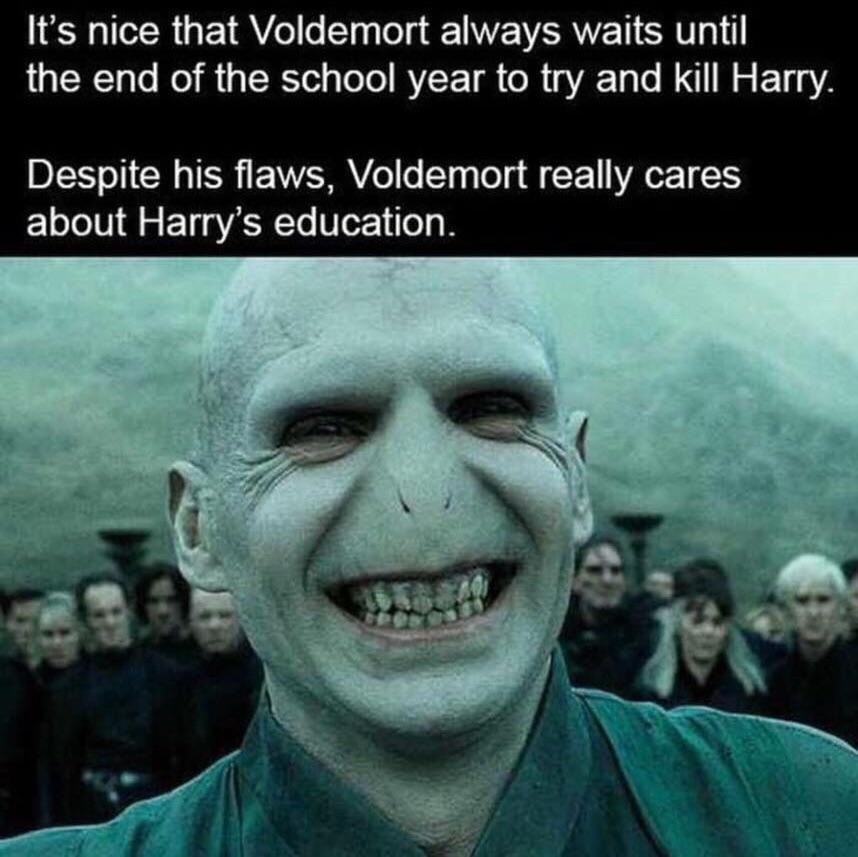 It’s nice that Voldemort always waits until
the end of the school year to try and kill Harry.
Despite his flaws, Voldemort really cares
about Harry’s education.